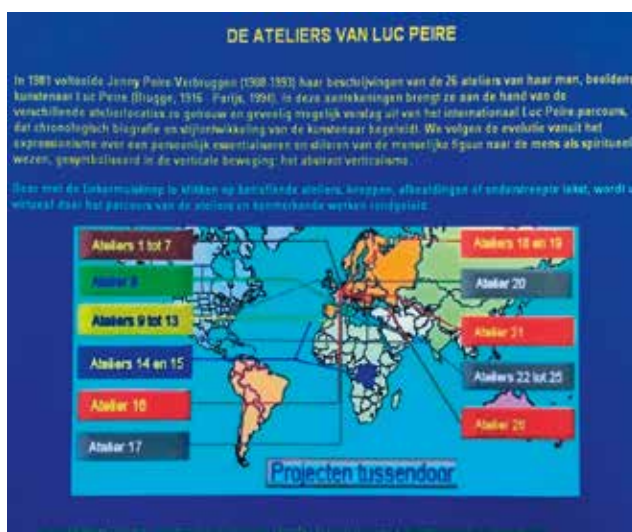 DE ATELIERS VAN LUC PEIRE
In 1981 voltooide Jenny Peire-Verbruggen (1908-1993) haar beschrijvingen van de 26 ateliers van haar man, beeldend
kunstenaar Luc Peire (Brugge, 1916 - Parijs, 1994). In deze aantekeningen brengt ze aan de hand van de
verschillende atelierlocaties zo getrouw en gevoelig mogelijk verslag uit van het internationaal Luc Peire parcours,
dat chronologisch biografie en stijlontwikkeling van de kunstenaar begeleidt. We volgen de evolutie vanuit het
expressionisme over een persoonlijk essentialiseren en stileren van de menselijke figuur naar de mens als spiritueel
wezen, gesymboliseerd in de verticale beweging: het abstract verticalisme.
Door met de linkermuisknop te klikken op betreffende ateliers, knoppen, afbeeldingen of onderstreepte tekst, wordt u
virtueel door het parcours van de ateliers en kenmerkende werken rondgeleid.
Ateliers 1 tot 7
Atelier 8
Ateliers 9 tot 13
Ateliers 14 en 15
Atelier 16
Atelier 17
Ateliers 18 en 19
Atelier 20
Atelier 21
Ateliers 22 tot 25
Atelier 26
Projecten tussendoor